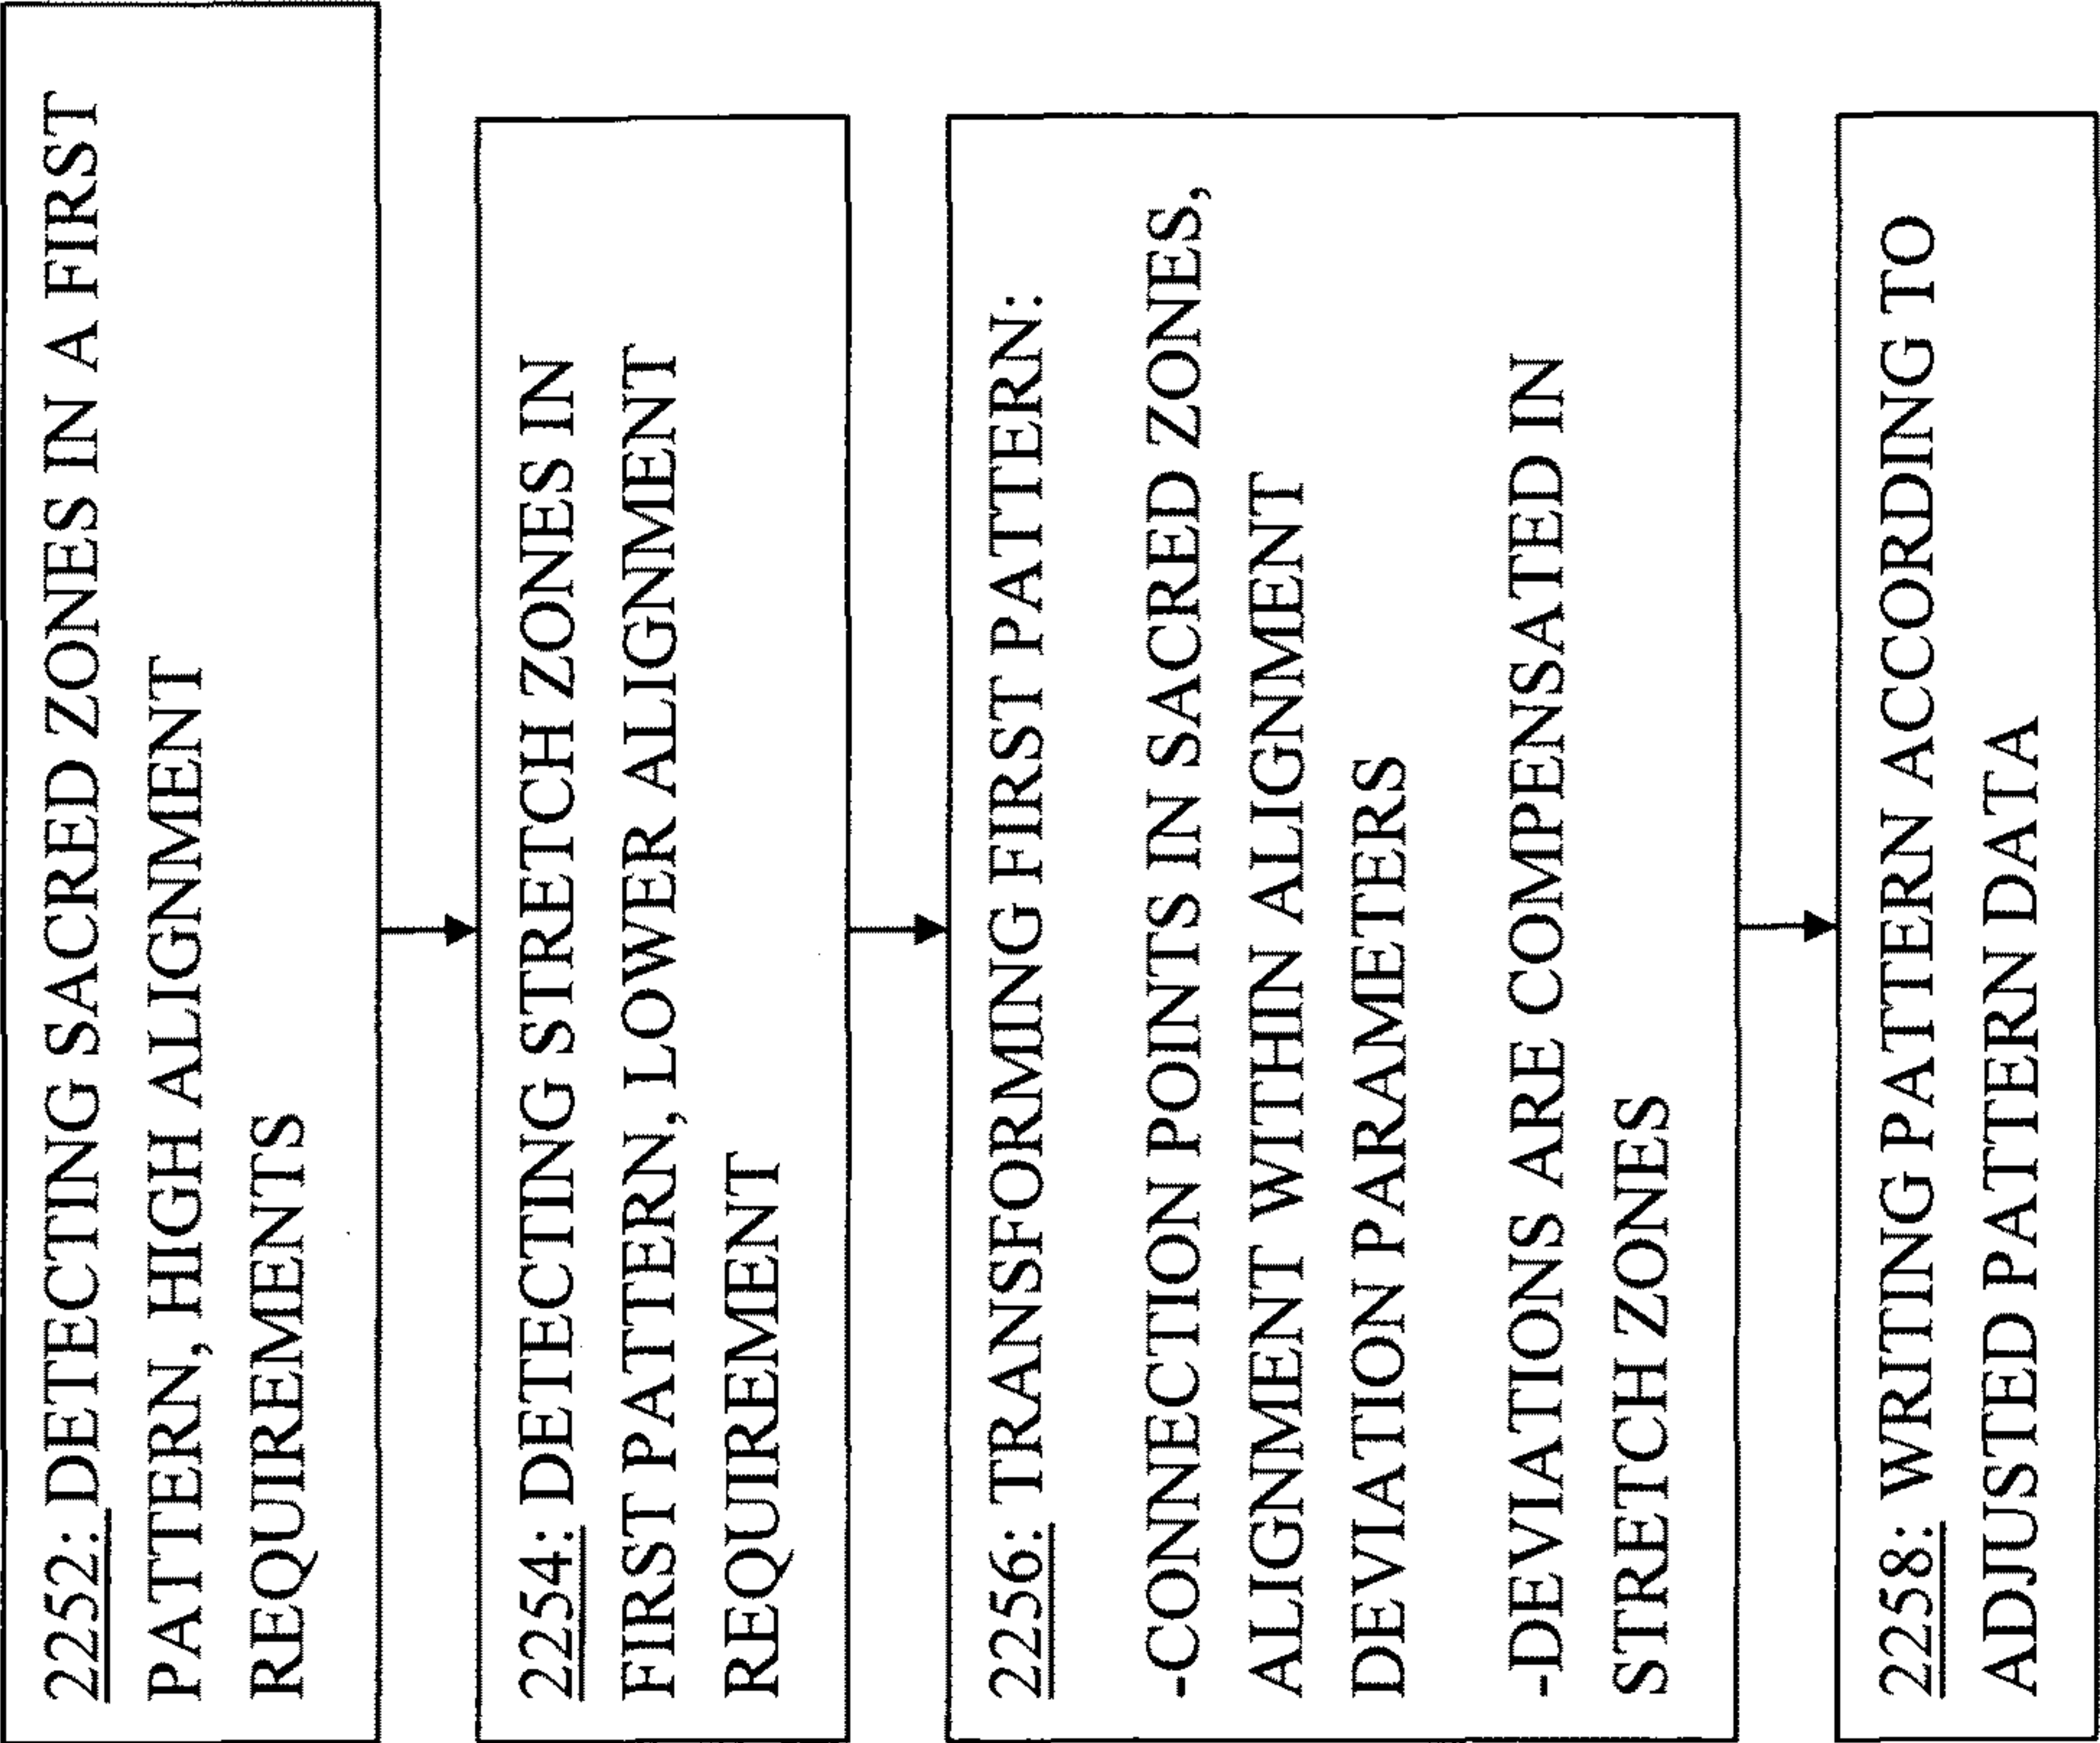 2252: DETECTING SACRED ZONES IN A FIRST
PATTERN, HIGH ALIGNMENT
REQUIREMENTS
2254: DETECTING STRETCH ZONES IN
FIRST PATTERN, LOWER ALIGNMENT
REQUIREMENT
2256: TRANSFORMING FIRST PATTERN:
-CONNECTION POINTS IN SACRED ZONES,
ALIGNMENT WITHIN ALIGNMENT
DEVIATION PARAMETERS
-DEVIATIONS ARE COMPENSATED IN
STRETCH ZONES
2258: WRITING PATTERN ACCORDING TO
ADJUSTED PATTERN DATA